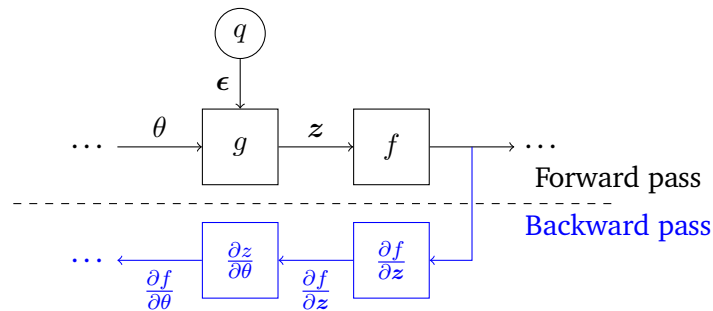 q
ϵ
⋯ θ g z f ⋯
Forward pass
Backward pass
⋯ ∂z/∂θ ∂f/∂z
∂f/∂θ ∂f/∂z